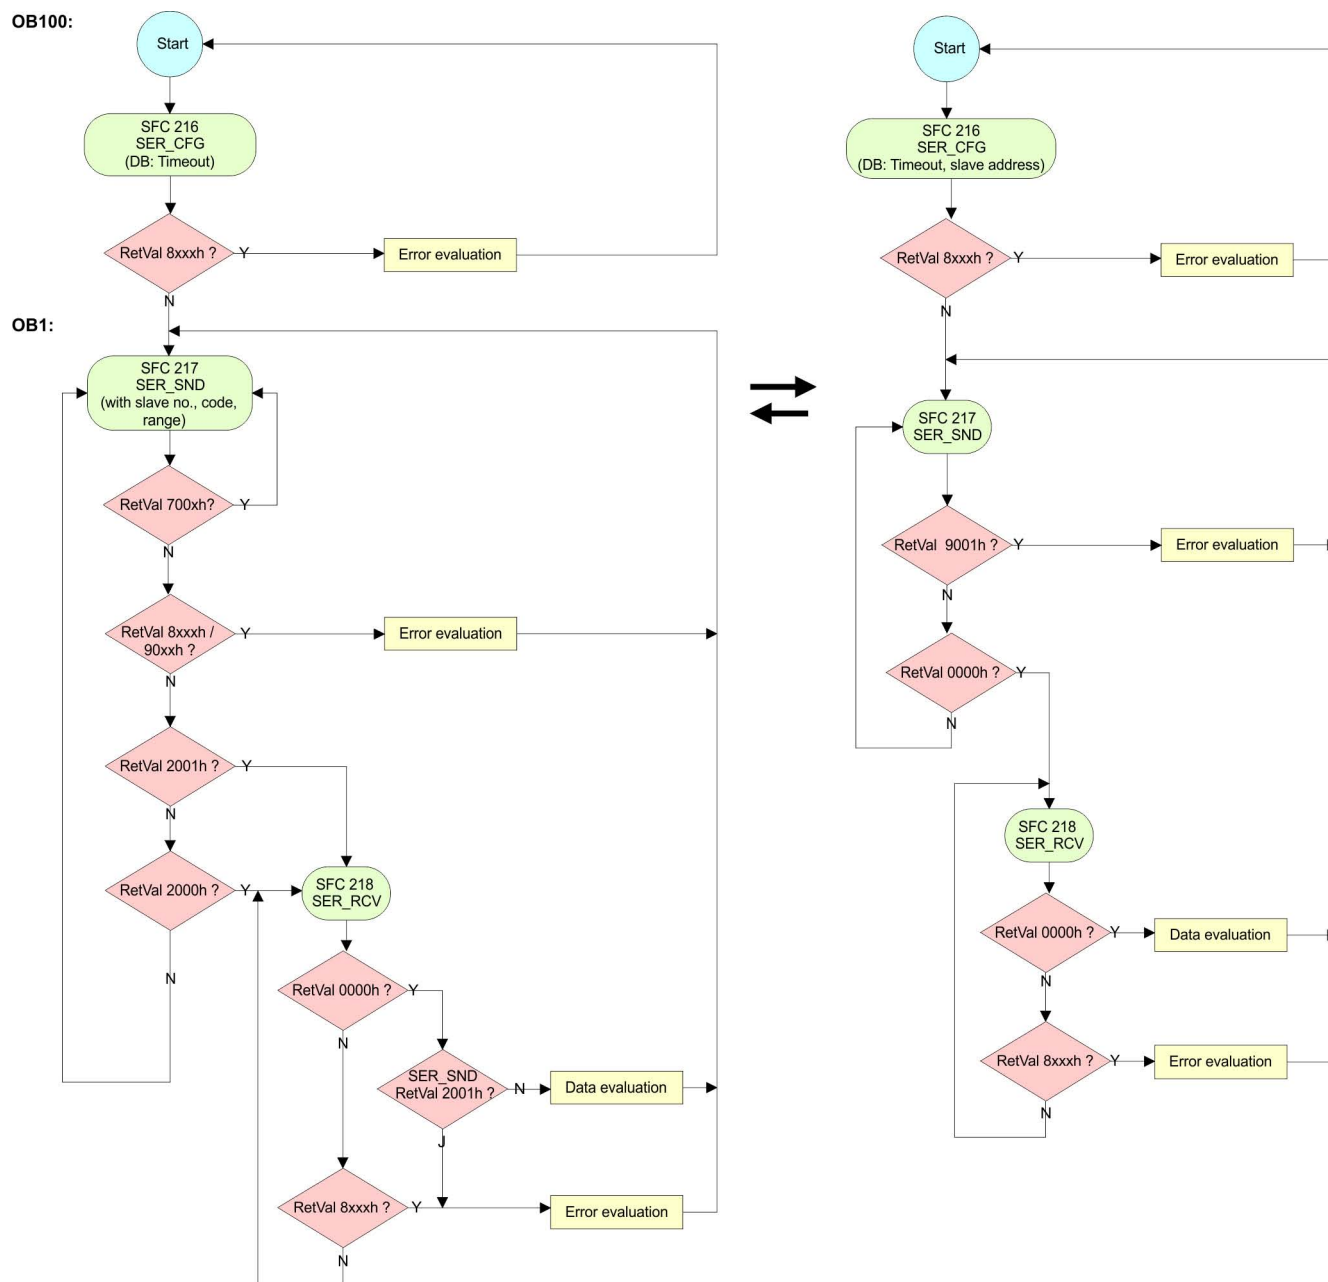 OB100:
Start
SFC 216
SER_CFG
(DB: Timeout)
RetVal 8xxxh ?
Y
Error evaluation
N
OB1:
SFC 217
SER_SND
(with slave no., code,
range)
RetVal 700xh?
Y
N
RetVal 8xxxh /
90xxh ?
Y
Error evaluation
N
RetVal 2001h ?
Y
N
RetVal 2000h ?
Y
N
SFC 218
SER_RCV
RetVal 0000h ?
Y
N
SER_SND
RetVal 2001h ?
N
Data evaluation
J
RetVal 8xxxh ?
Y
Error evaluation
N
Start
SFC 216
SER_CFG
(DB: Timeout, slave address)
RetVal 8xxxh ?
Y
Error evaluation
N
SFC 217
SER_SND
RetVal 9001h ?
Y
Error evaluation
N
RetVal 0000h ?
Y
N
SFC 218
SER_RCV
RetVal 0000h ?
Y
Data evaluation
N
RetVal 8xxxh ?
Y
Error evaluation
N